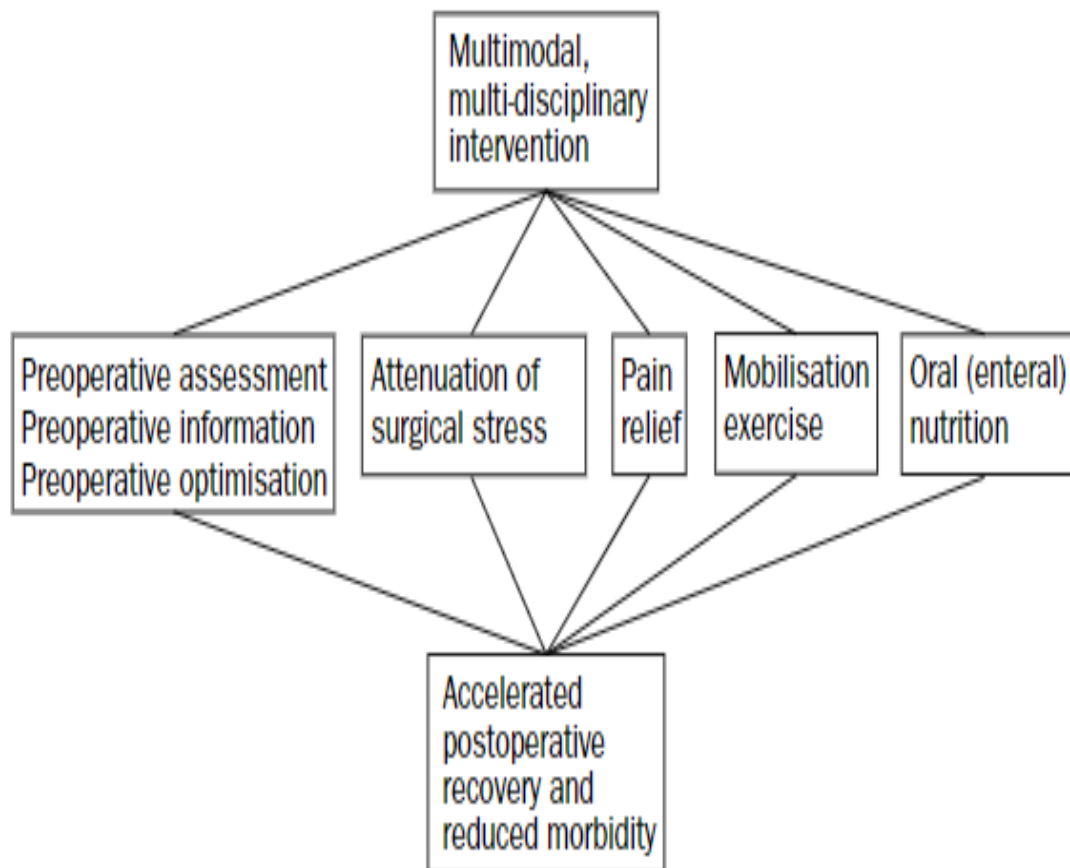 Multimodal,
multi-disciplinary
intervention
Preoperative assessment
Preoperative information
Preoperative optimisation
Attenuation of
surgical stress
Pain
relief
Mobilisation
exercise
Oral (enteral)
nutrition
Accelerated
postoperative
recovery and
reduced morbidity